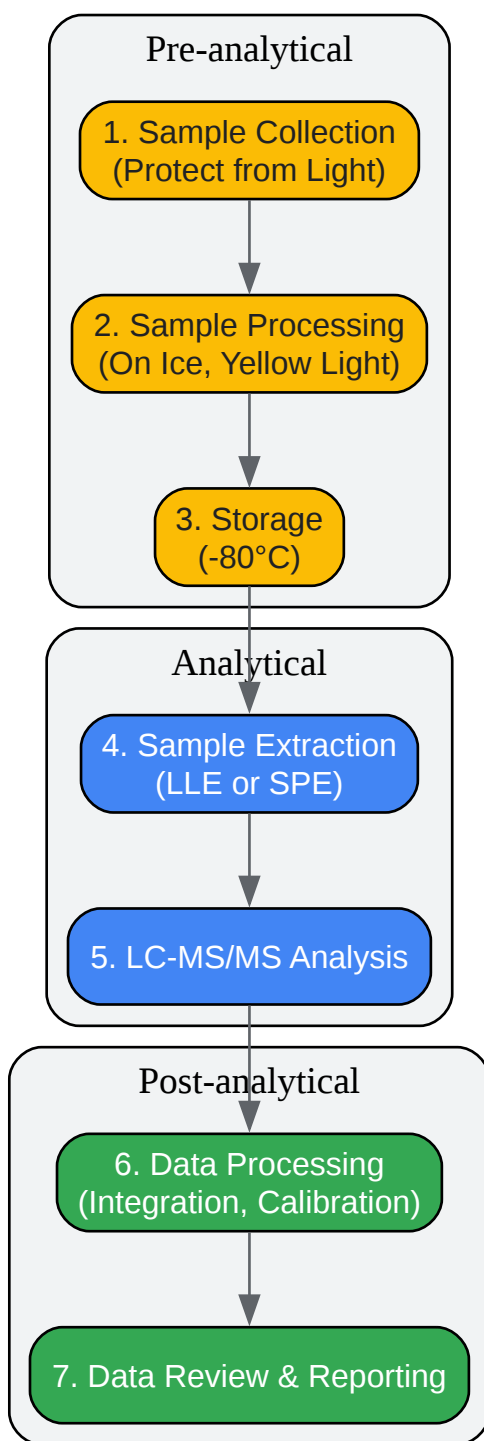 Pre-analytical
1. Sample Collection
(Protect from Light)
2. Sample Processing
(On Ice, Yellow Light)
3. Storage
(-80°C)
Analytical
4. Sample Extraction
(LLE or SPE)
5. LC-MS/MS Analysis
Post-analytical
6. Data Processing
(Integration, Calibration)
7. Data Review & Reporting